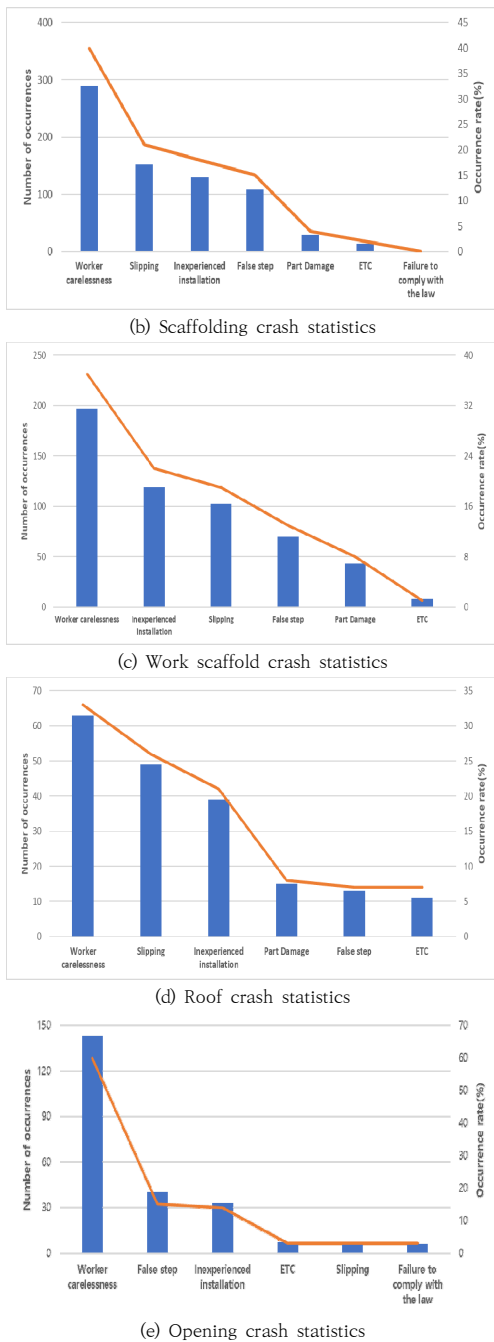 400
300
200
100
0
Number of occurrences
45
40
35
30
25
20
15
10
5
0
Occurrence rate(%)
Worker carelessness
Slipping
Inexperienced installation
False step
Part Damage
ETC
Failure to comply with the law
(b) Scaffolding crash statistics
250
200
150
100
50
0
Number of occurrences
40
32
24
16
8
0
Occurrence rate(%)
Worker carelessness
Inexperienced Installation
Slipping
False step
Part Damage
ETC
(c) Work scaffold crash statistics
70
60
50
40
30
20
10
0
Number of occurrences
35
30
25
20
15
10
5
0
Occurrence rate(%)
Worker carelessness
Slipping
Inexperienced installation
Part Damage
False step
ETC
(d) Roof crash statistics
150
120
90
60
30
0
Number of occurrences
70
60
50
40
30
20
10
0
Occurrence rate(%)
Worker carelessness
False step
Inexperienced installation
ETC
Slipping
Failure to comply with the law
(e) Opening crash statistics